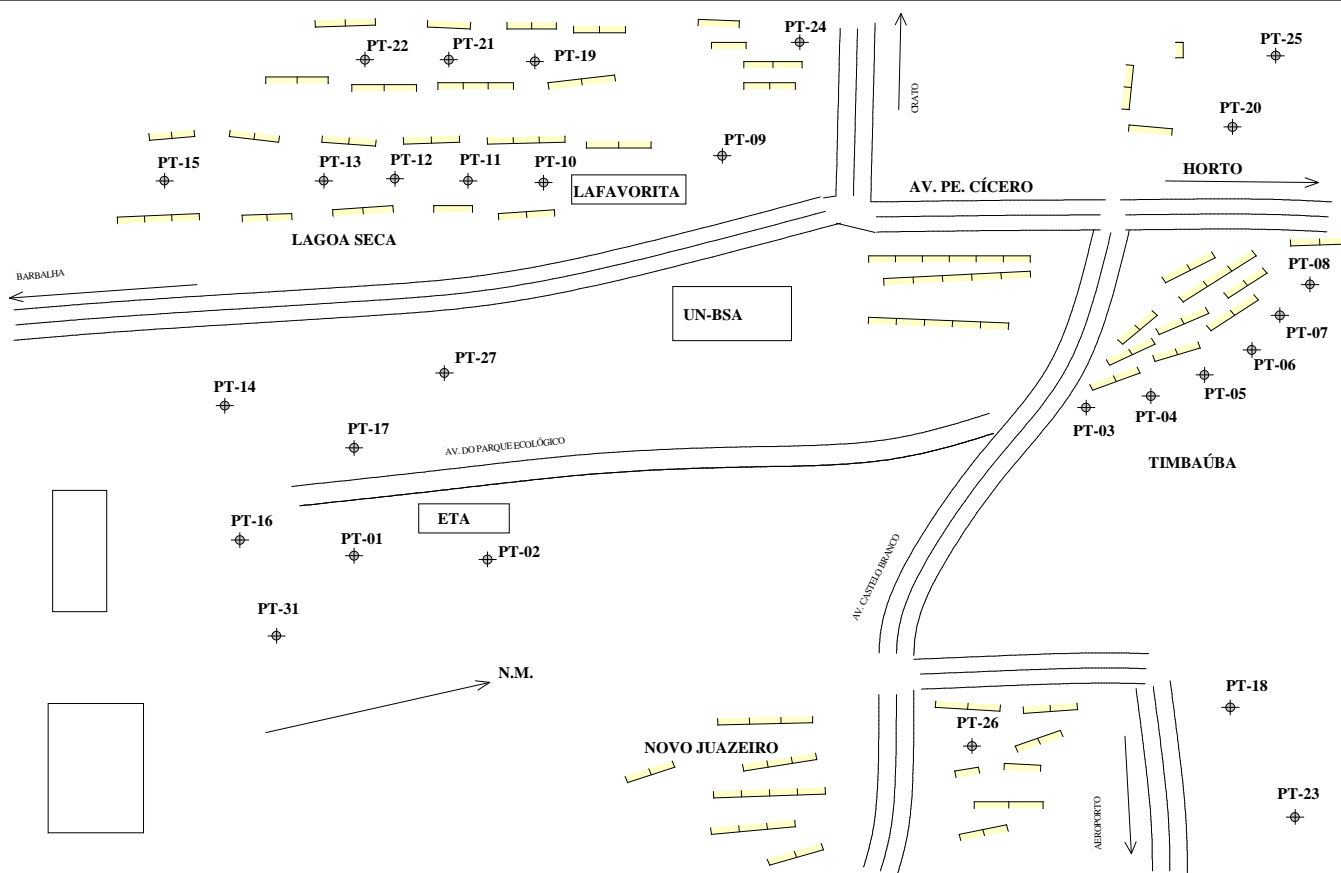 PT-24
PT-22
PT-21
PT-19
PT-25
CRATO
PT-20
PT-09
PT-15
PT-13
PT-12
PT-11
PT-10
HORTO
LAFAVORITA
AV. PE. CÍCERO
LAGOA SECA
BARBALHA
PT-08
UN-BSA
PT-07
PT-27
PT-06
PT-14
PT-05
PT-04
PT-17
PT-03
AV. DO PARQUE ECOLÓGICO
TIMBAÚBA
PT-16
ETA
PT-01
PT-02
AV. CASTELO BRANCO
PT-31
N.M.
PT-18
PT-26
NOVO JUAZEIRO
PT-23
AEROPORTO